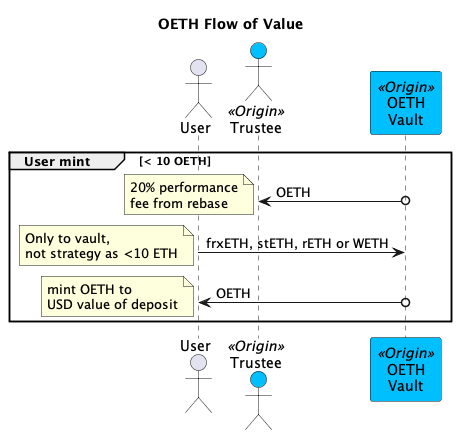 OETH Flow of Value
User
«Origin»
Trustee
«Origin»
OETH
Vault
User mint
[< 10 OETH]
20% performance
fee from rebase
OETH
Only to vault,
not strategy as <10 ETH
frxETH, stETH, rETH or WETH
mint OETH to
USD value of deposit
OETH
User
«Origin»
Trustee
«Origin»
OETH
Vault